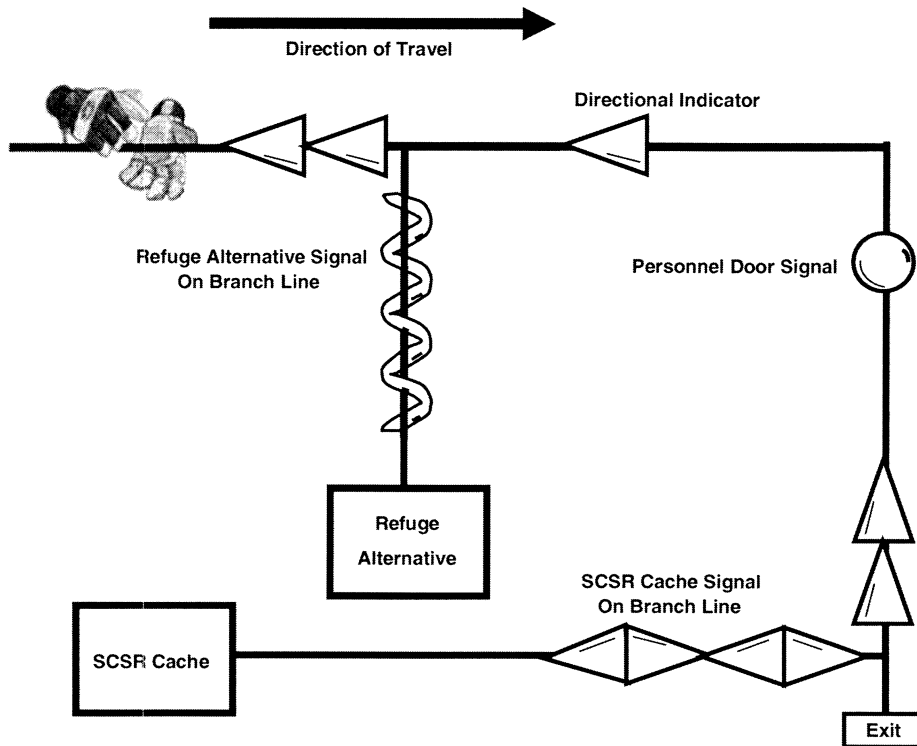 Direction of Travel
Directional Indicator
Refuge Alternative Signal
On Branch Line
Personnel Door Signal
Refuge
Alternative
SCSR Cache Signal
On Branch Line
SCSR Cache
Exit